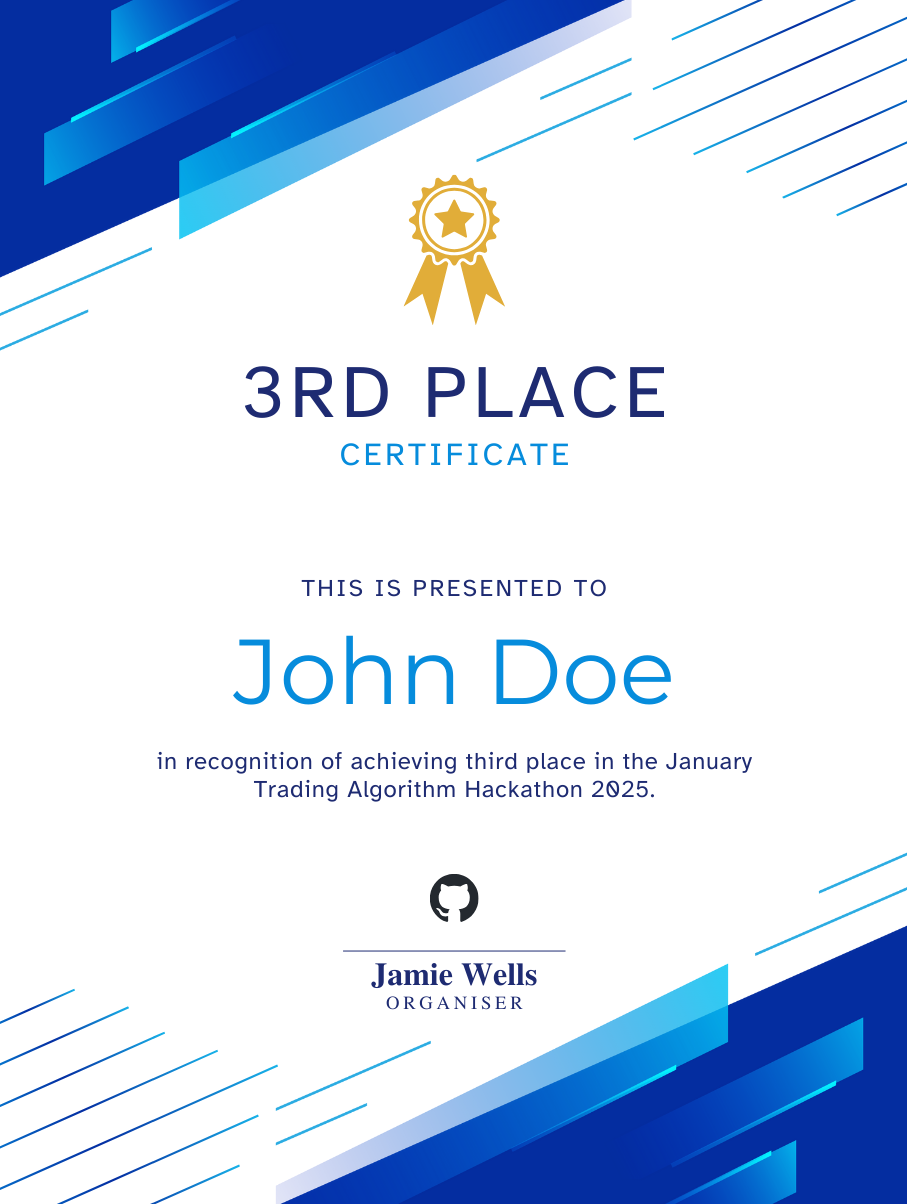 3RD PLACE
CERTIFICATE
THIS IS PRESENTED TO
John Doe
in recognition of achieving third place in the January
Trading Algorithm Hackathon 2025.
Jamie Wells
ORGANISER